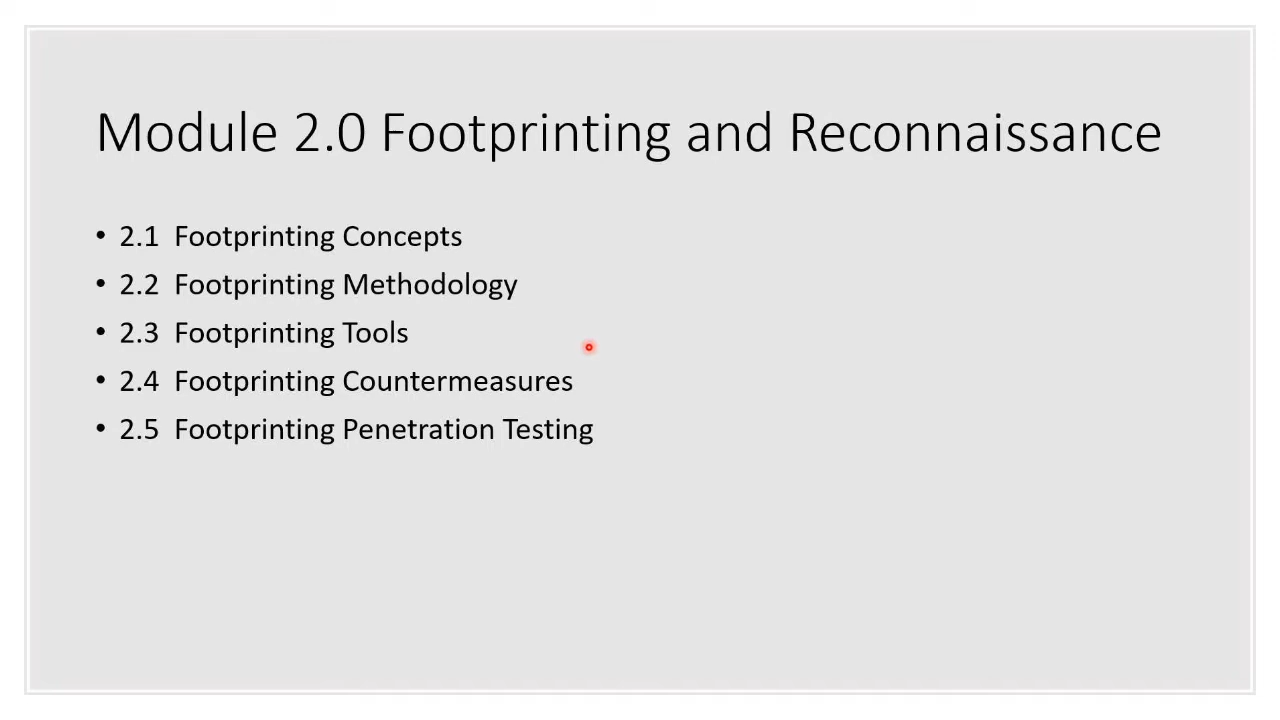 Module 2.0 Footprinting and Reconnaissance
• 2.1 Footprinting Concepts
• 2.2 Footprinting Methodology
• 2.3 Footprinting Tools
• 2.4 Footprinting Countermeasures
• 2.5 Footprinting Penetration Testing